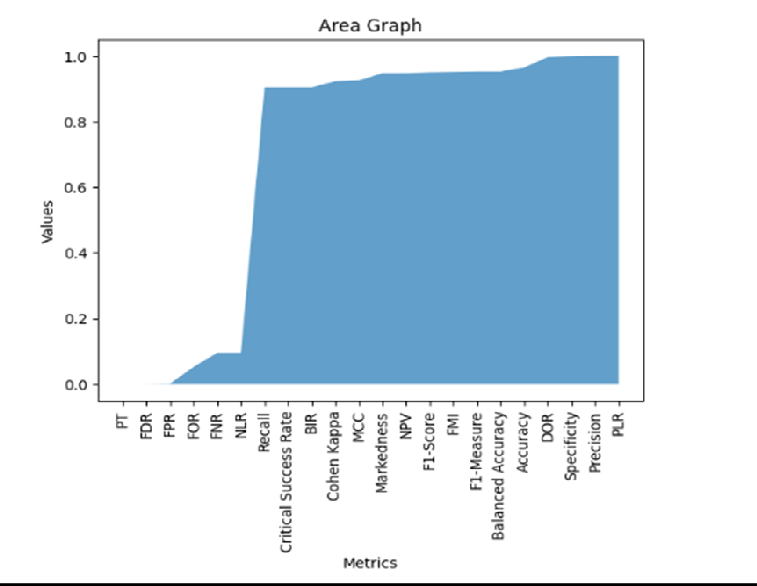 Area Graph
1.0
0.8
0.6
0.4
0.2
0.0
Values
PT
FDR
FPR
FOR
FNR
NLR
Recall
Critical Success Rate
BIR
Cohen Kappa
MCC
Markedness
NPV
F1-Score
FMI
F1-Measure
Balanced Accuracy
Accuracy
DOR
Specificity
Precision
PLR
Metrics